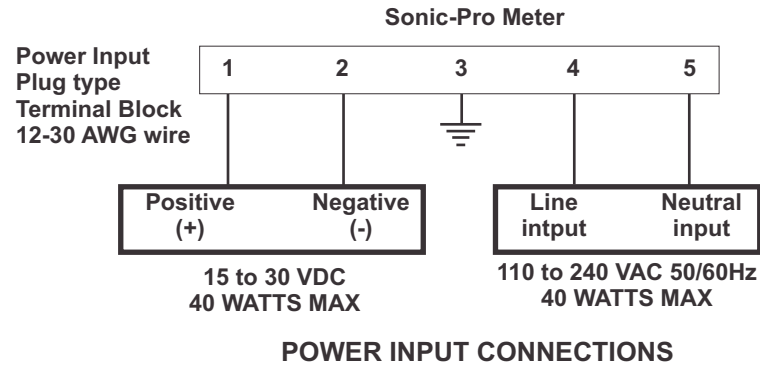 Sonic-Pro Meter
Power Input
Plug type
Terminal Block
12-30 AWG wire
1 2 3 4 5
Positive
(+)
Negative
(-)
15 to 30 VDC
40 WATTS MAX
Line
intput
Neutral
input
110 to 240 VAC 50/60Hz
40 WATTS MAX
POWER INPUT CONNECTIONS